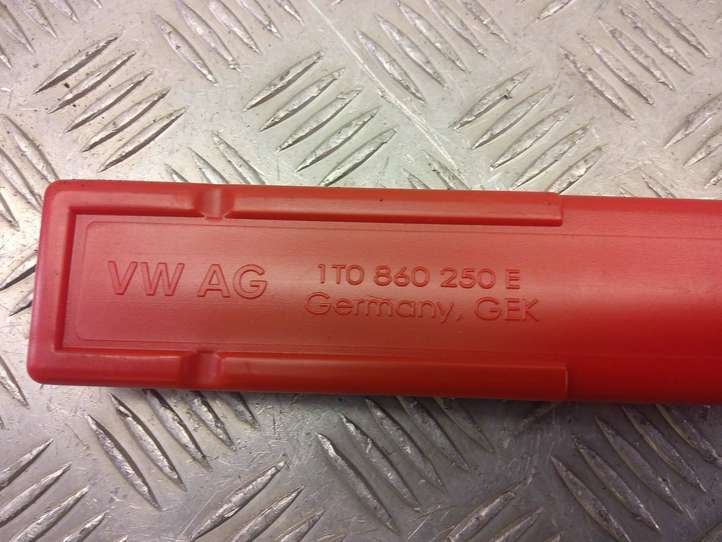 VW AG
1T0 860 250 E
Germany, GEK